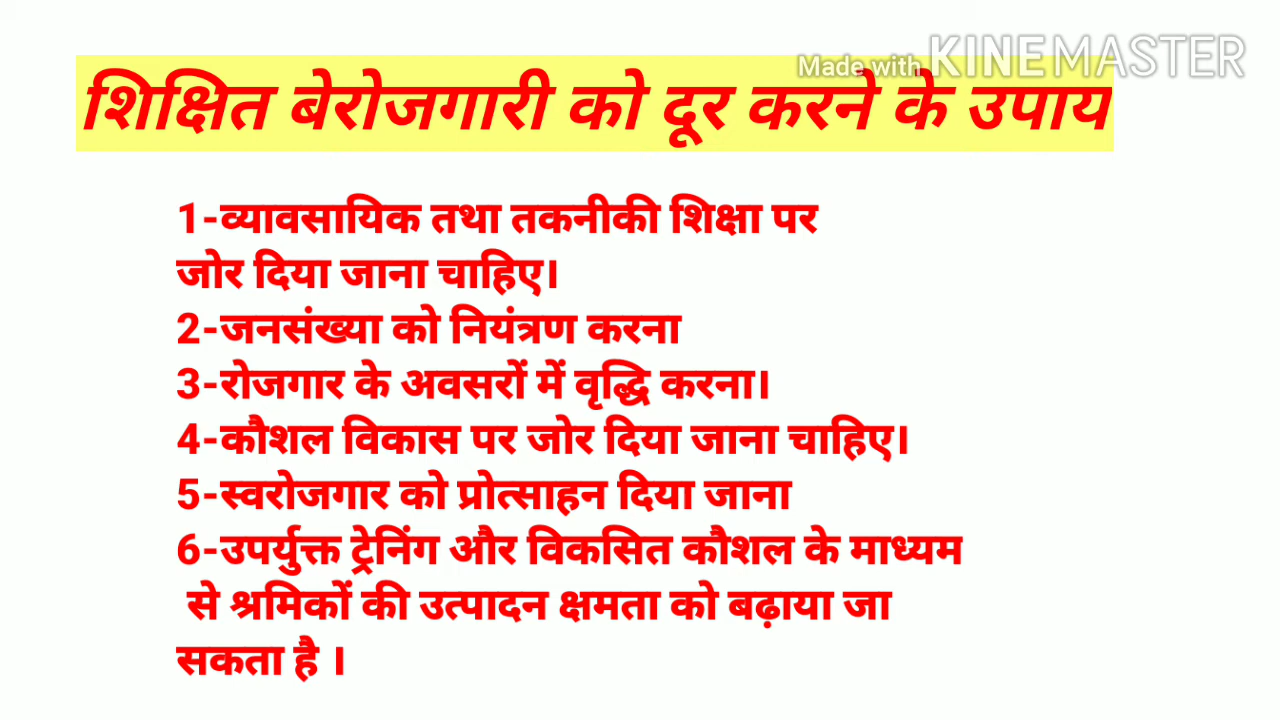 Made with KINEMASTER
शिक्षित बेरोजगारी को दूर करने के उपाय
1-व्यावसायिक तथा तकनीकी शिक्षा पर
जोर दिया जाना चाहिए।
2-जनसंख्या को नियंत्रण करना
3-रोजगार के अवसरों में वृद्धि करना।
4-कौशल विकास पर जोर दिया जाना चाहिए।
5-स्वरोजगार को प्रोत्साहन दिया जाना
6-उपर्युक्त ट्रेनिंग और विकसित कौशल के माध्यम
से श्रमिकों की उत्पादन क्षमता को बढ़ाया जा
सकता है ।